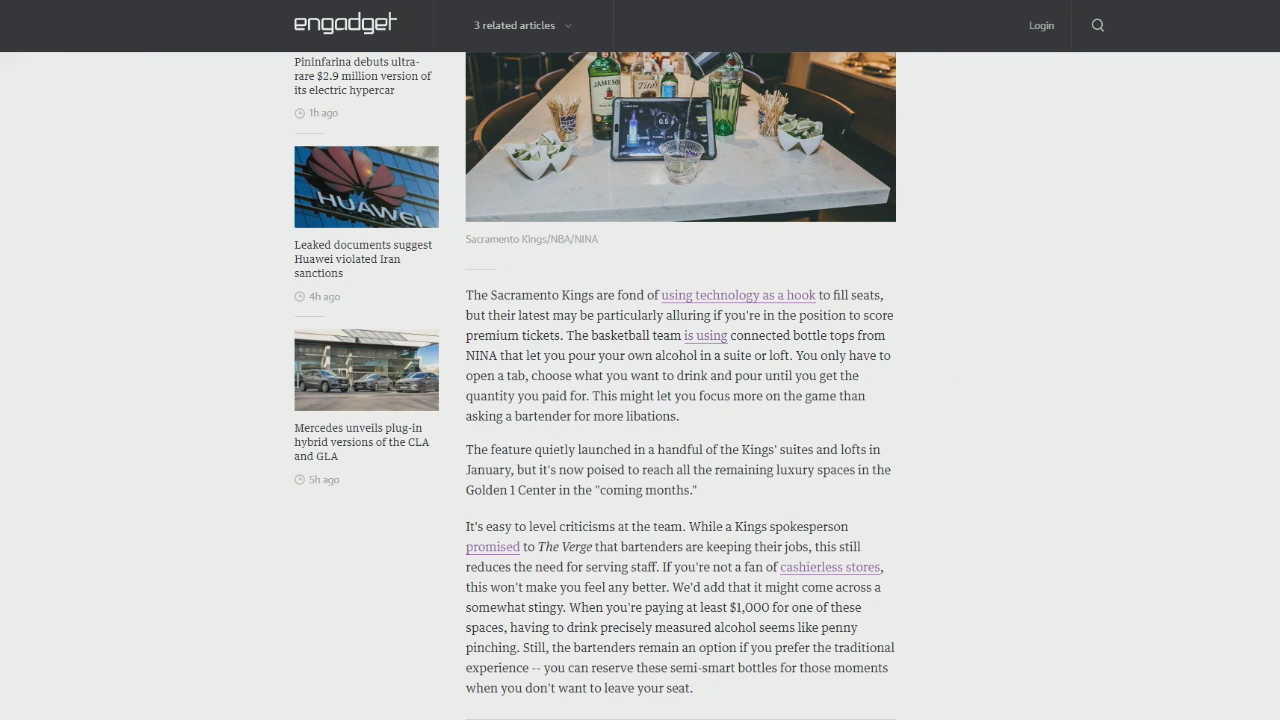 engadget
3 related articles
Login
Pininfarina debuts ultra-
rare $2.9 million version of
its electric hypercar
1h ago
HUAWEI
Leaked documents suggest
Huawei violated Iran
sanctions
4h ago
Mercedes unveils plug-in
hybrid versions of the CLA
and GLA
5h ago
JAMESON
Tito's
0.5
Sacramento Kings/NBA/NINA
The Sacramento Kings are fond of using technology as a hook to fill seats,
but their latest may be particularly alluring if you're in the position to score
premium tickets. The basketball team is using connected bottle tops from
NINA that let you pour your own alcohol in a suite or loft. You only have to
open a tab, choose what you want to drink and pour until you get the
quantity you paid for. This might let you focus more on the game than
asking a bartender for more libations.
The feature quietly launched in a handful of the Kings' suites and lofts in
January, but it's now poised to reach all the remaining luxury spaces in the
Golden 1 Center in the "coming months."
It's easy to level criticisms at the team. While a Kings spokesperson
promised to The Verge that bartenders are keeping their jobs, this still
reduces the need for serving staff. If you're not a fan of cashierless stores,
this won't make you feel any better. We'd add that it might come across a
somewhat stingy. When you're paying at least $1,000 for one of these
spaces, having to drink precisely measured alcohol seems like penny
pinching. Still, the bartenders remain an option if you prefer the traditional
experience -- you can reserve these semi-smart bottles for those moments
when you don't want to leave your seat.